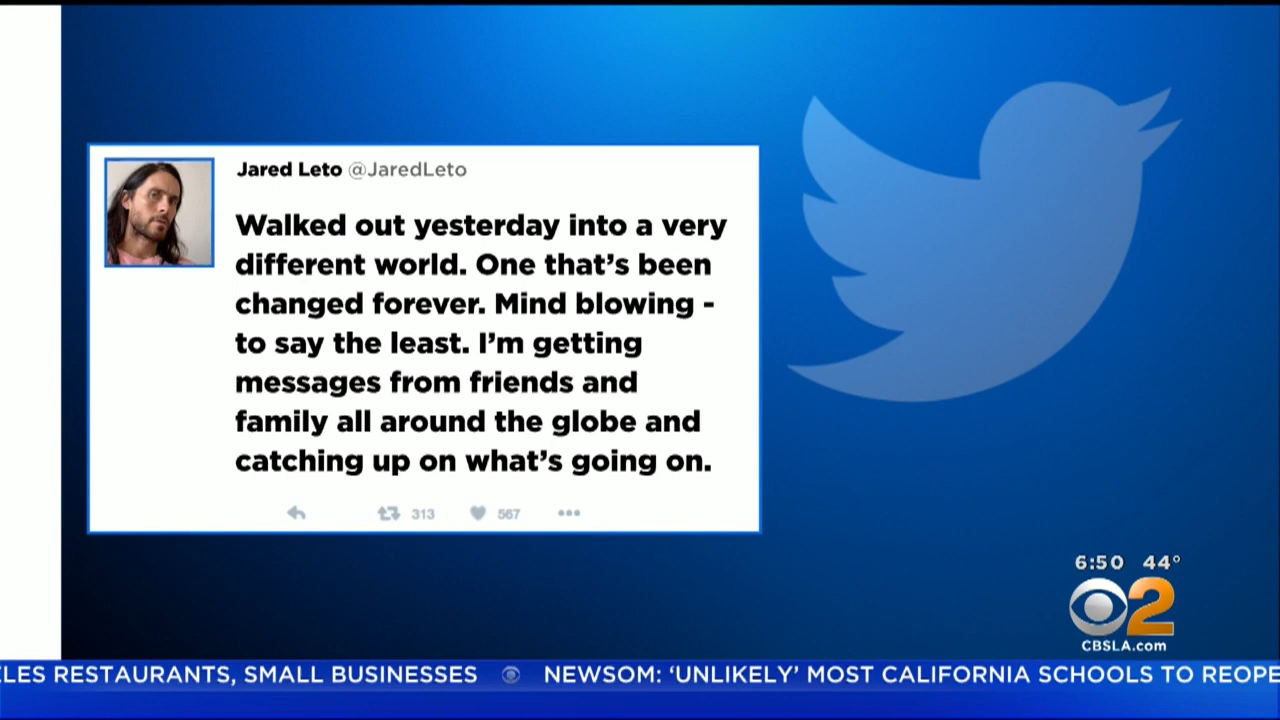 Jared Leto @JaredLeto
Walked out yesterday into a very
different world. One that's been
changed forever. Mind blowing -
to say the least. I'm getting
messages from friends and
family all around the globe and
catching up on what's going on.
313 567
6:50 44°
2
CBSLA.com
LES RESTAURANTS, SMALL BUSINESSES NEWSOM: 'UNLIKELY' MOST CALIFORNIA SCHOOLS TO REOPE